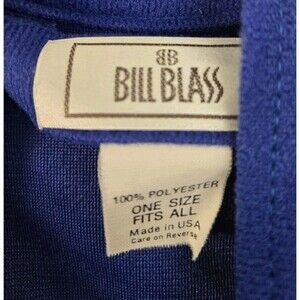 BB
BILL BLASS
100% POLYESTER
ONE SIZE
FITS ALL
Made in USA
Care on Reverse